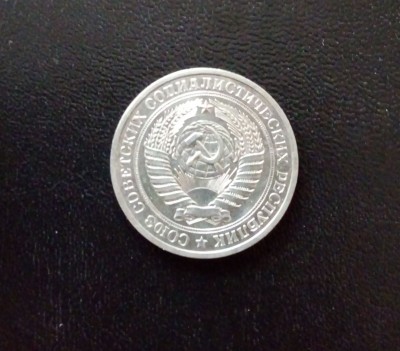 СОЮЗ СОВЕТСКИХ СОЦИАЛИСТИЧЕСКИХ РЕСПУБЛИК